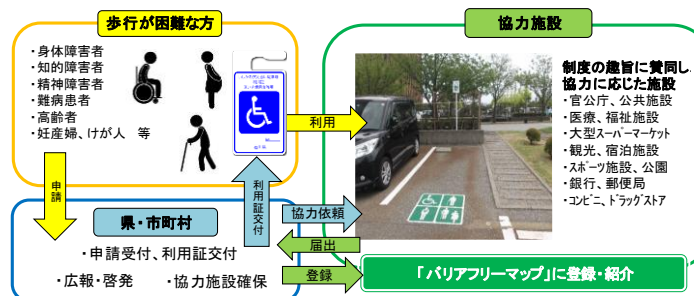 歩行が困難な方
・身体障害者
・知的障害者
・精神障害者
・難病患者
・高齢者
・妊産婦、けが人　等
申請
利用証交付
利用
協力施設
制度の趣旨に賛同し、
協力に応じた施設
・官公庁、公共施設
・医療、福祉施設
・大型スーパーマーケット
・観光、宿泊施設
・スポーツ施設、公園
・銀行、郵便局
・コンビニ、ドラッグストア
県・市町村
・申請受付、利用証交付
・広報・啓発　・協力施設確保
協力依頼
届出
登録
「バリアフリーマップ」に登録・紹介